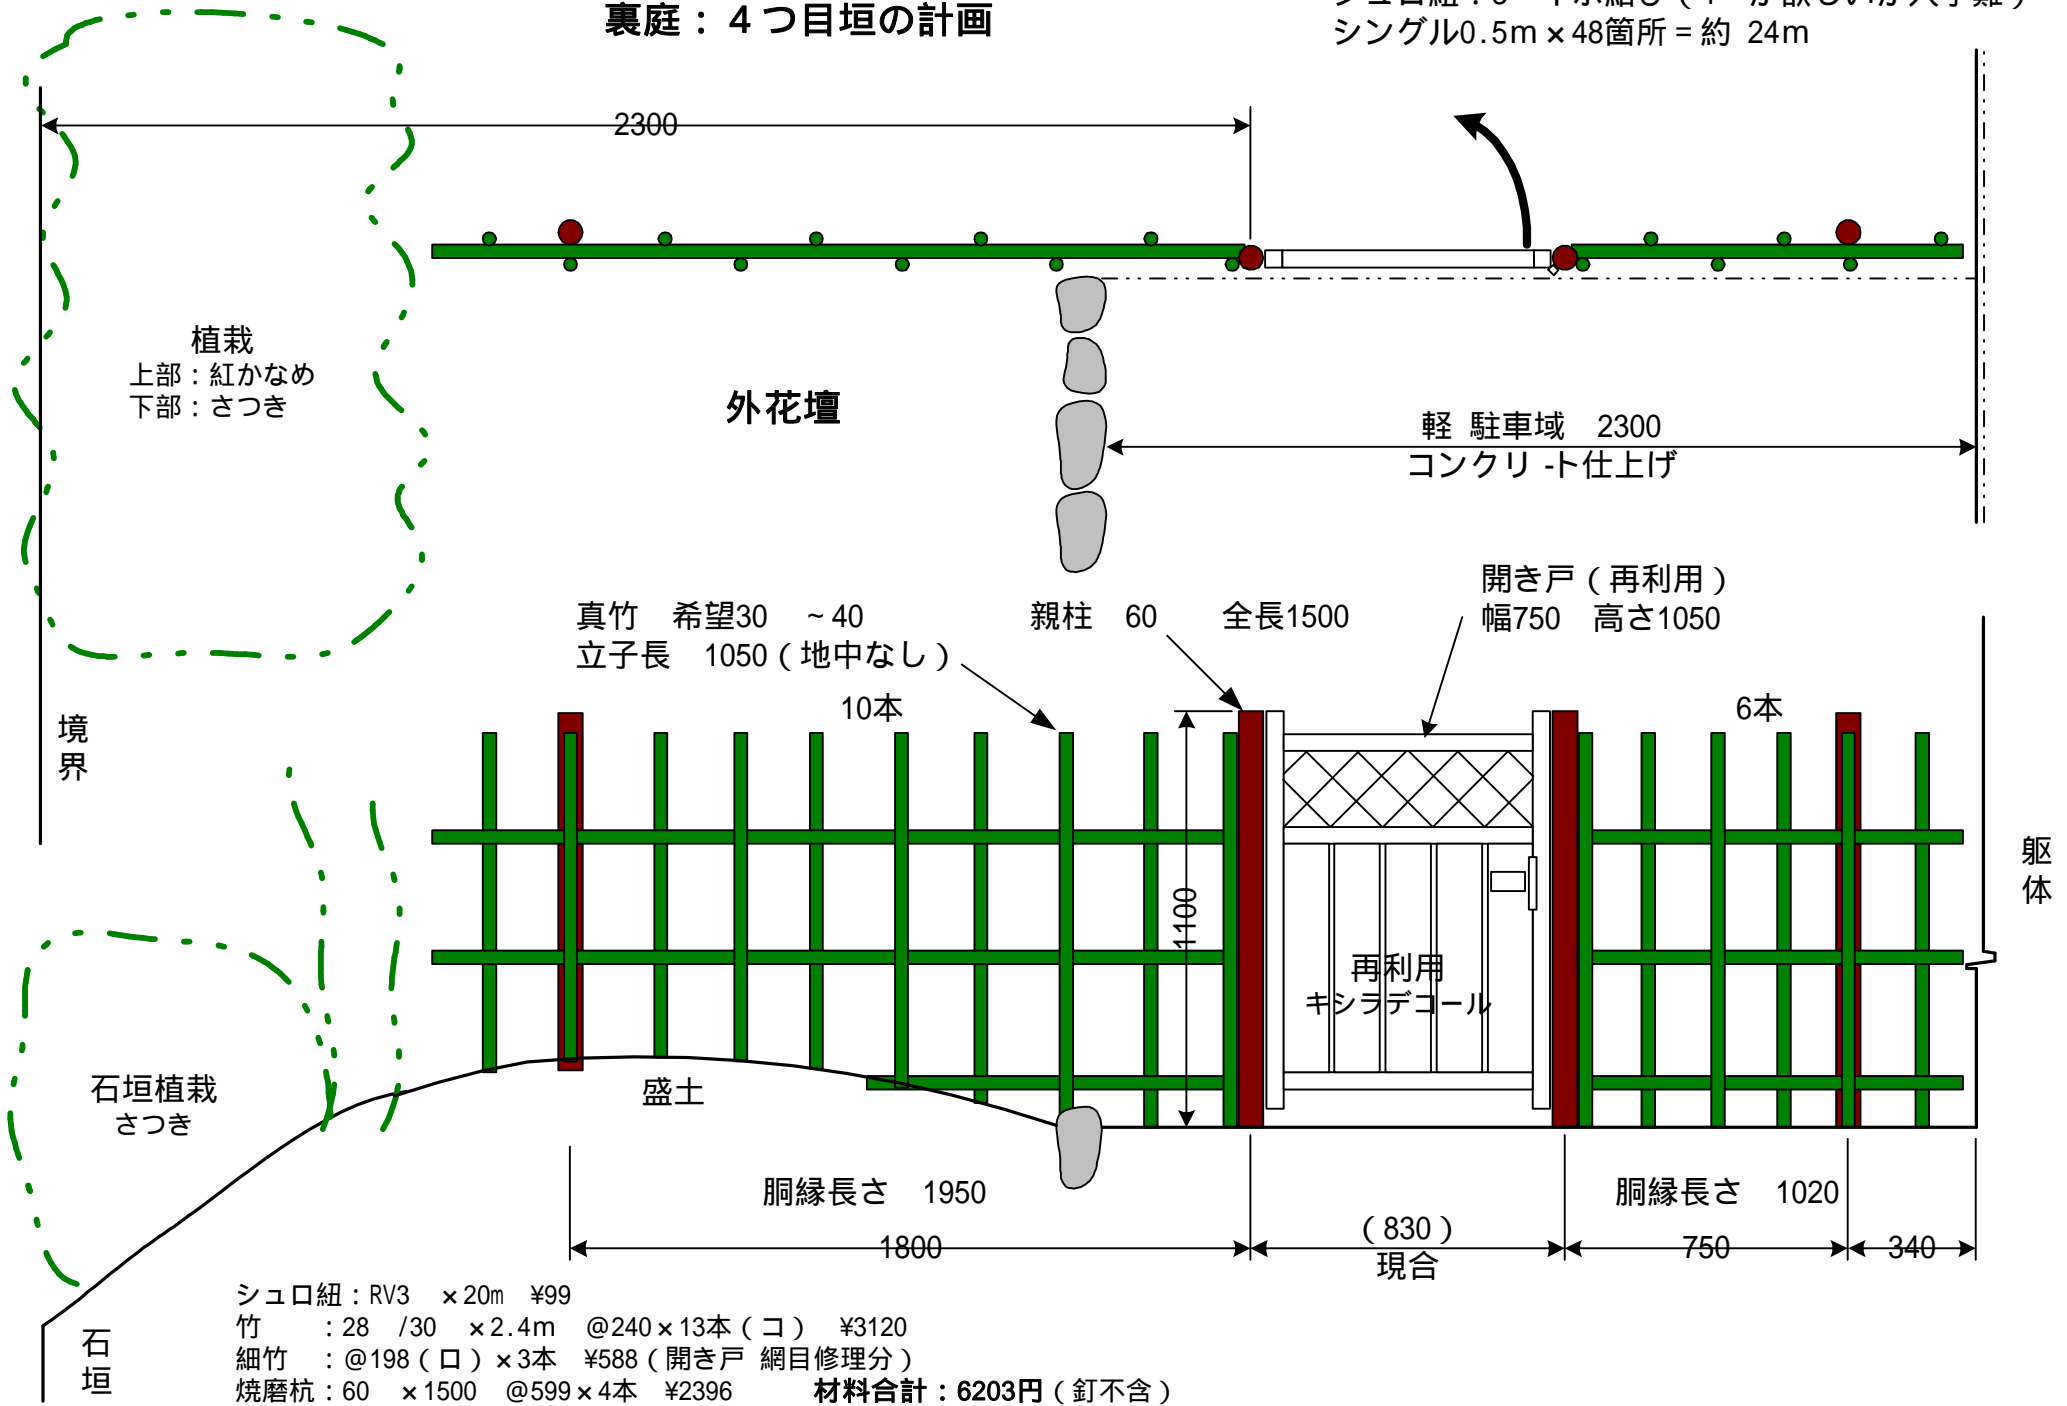 裏庭：４つ目垣の計画
シングル0.5m×48箇所=約 24m
2300
植栽
上部：紅かなめ
下部：さつき
外花壇
軽 駐車域 2300
コンクリ-ト仕上げ
真竹 希望30 ~40
立子長 1050（地中なし）
親柱 60 全長1500
開き戸（再利用）
幅750 高さ1050
10本
6本
境界
躯体
1100
再利用
キシラデコール
石垣植栽
さつき
盛土
胴縁長さ 1950
胴縁長さ 1020
1800
（830）
現合
750
340
石垣
シュロ紐：RV3 ×20m ¥99
竹 ：28 /30 ×2.4m @240×13本（コ） ¥3120
細竹 ：@198（ロ）×3本 ¥588（開き戸 網目修理分）
焼磨杭：60 ×1500 @599×4本 ¥2396 材料合計：6203円（釘不含）